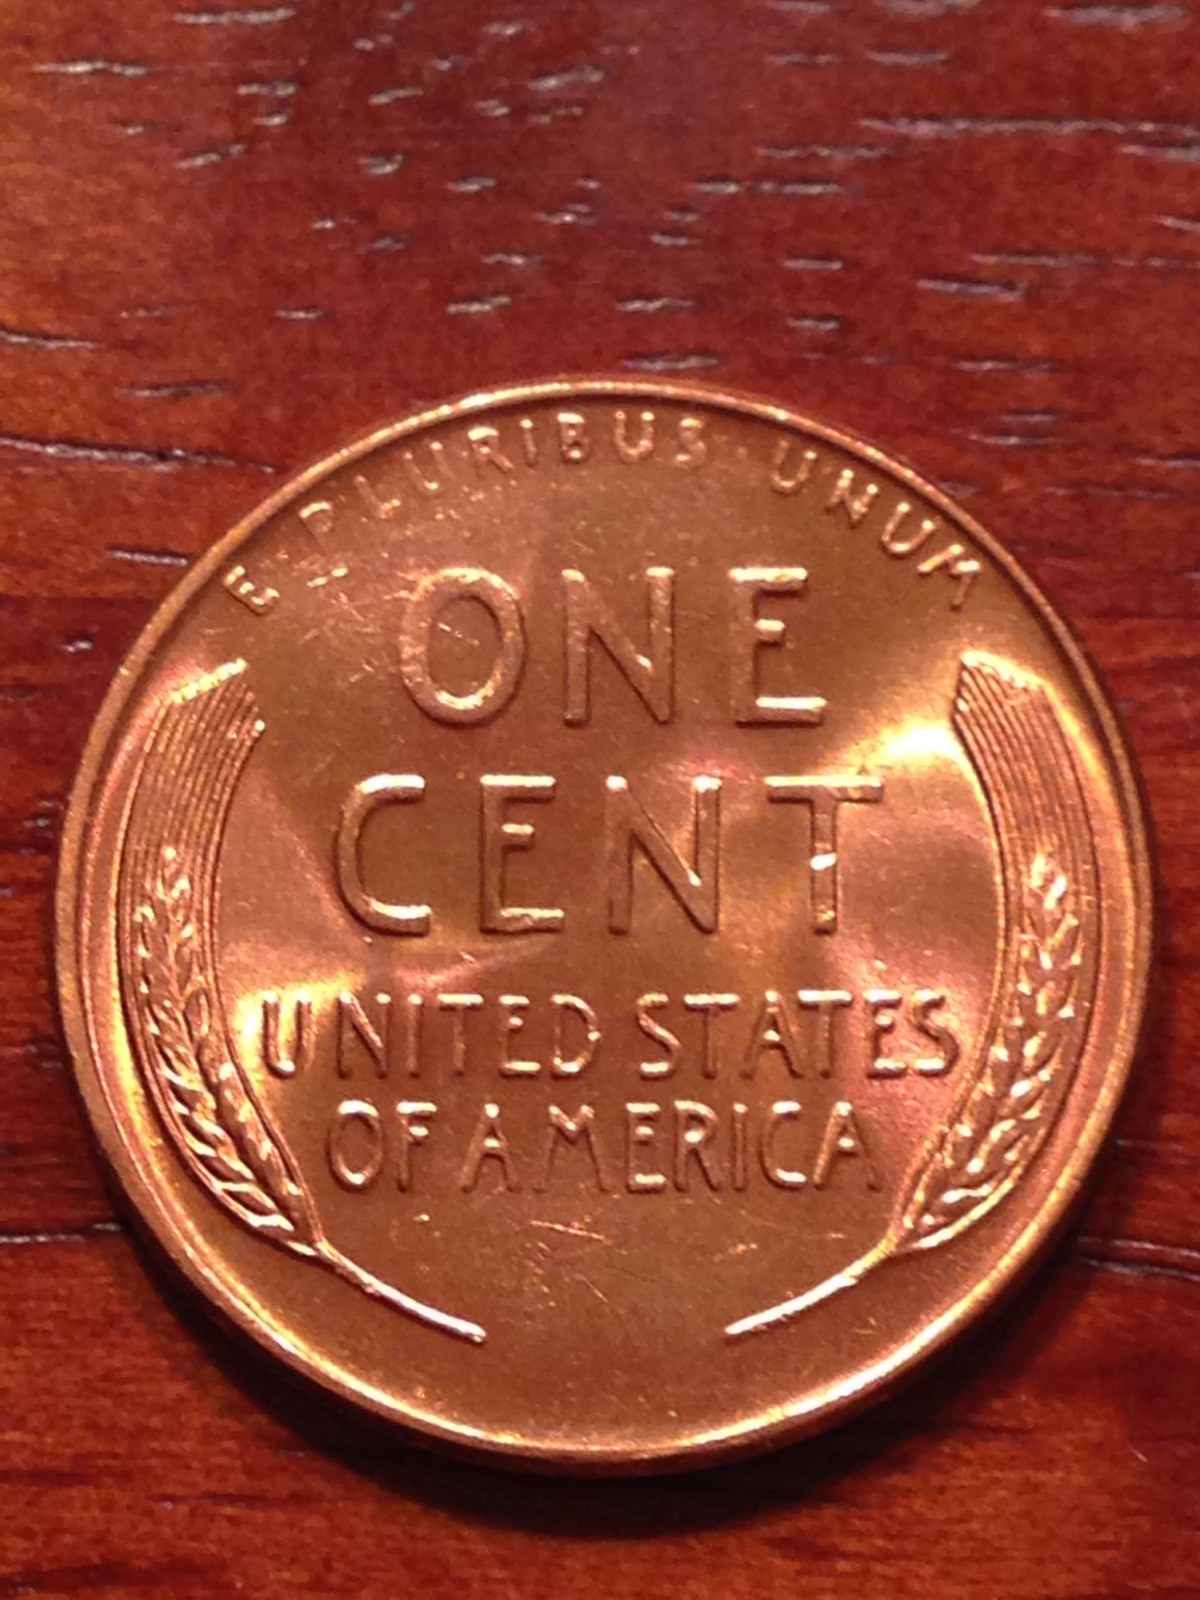 E PLURIBUS UNUM
ONE
CENT
UNITED STATES
OF AMERICA